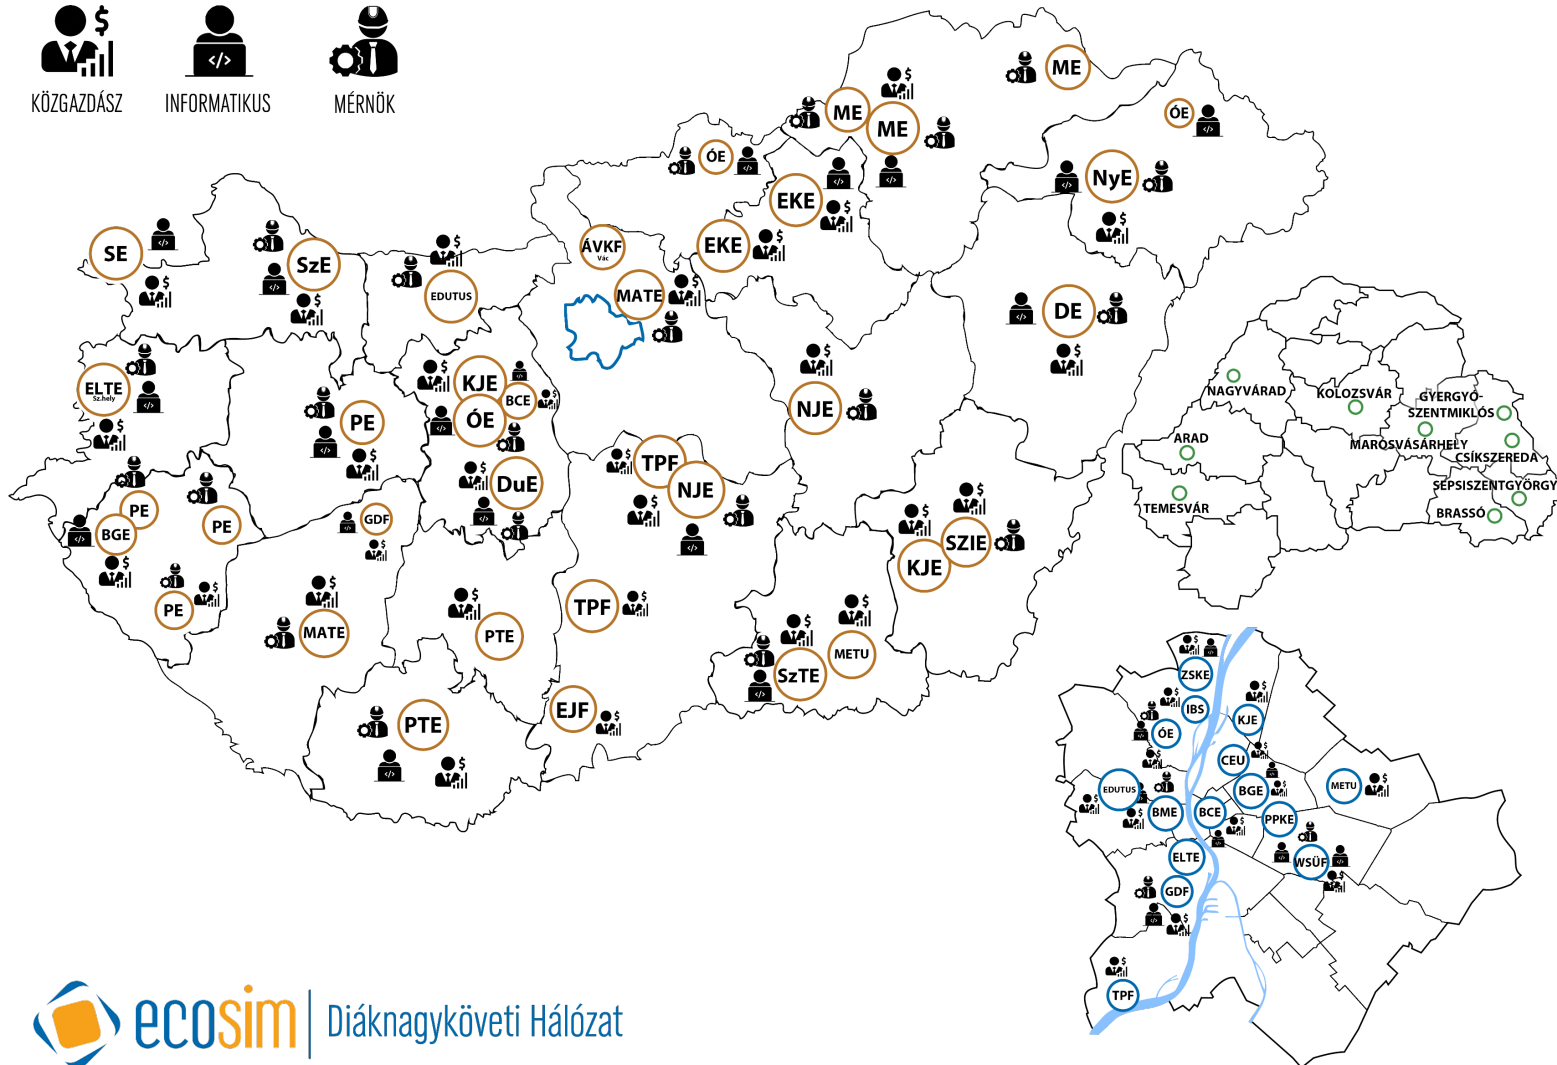 KÖZGAZDÁSZ
INFORMATIKUS
MÉRNÖK
ME
ÓE
ME
ME
ÓE
NyE
EKE
EKE
SE
SzE
ÁVKF
Vác
EDUTUS
MATE
DE
ELTE
Sz.hely
KJE
BCE
ÓE
PE
NJE
TPF
NJE
DuE
PE
BGE
PE
GDF
SZIE
KJE
PE
MATE
PTE
TPF
SzTE
METU
PTE
EJF
NAGYVÁRAD
KOLOZSVÁR
GYERGYÓ-
SZENTMIKLÓS
ARAD
MAROSVÁSÁRHELY
CSÍKSZEREDA
SEPSISZENTGYÖRGY
TEMESVÁR
BRASSÓ
ZSKE
IBS
KJE
ÓE
CEU
EDUTUS
BGE
METU
BME
BCE
PPKE
ELTE
WSÜF
GDF
TPF
ecosim
Diáknagyköveti Hálózat